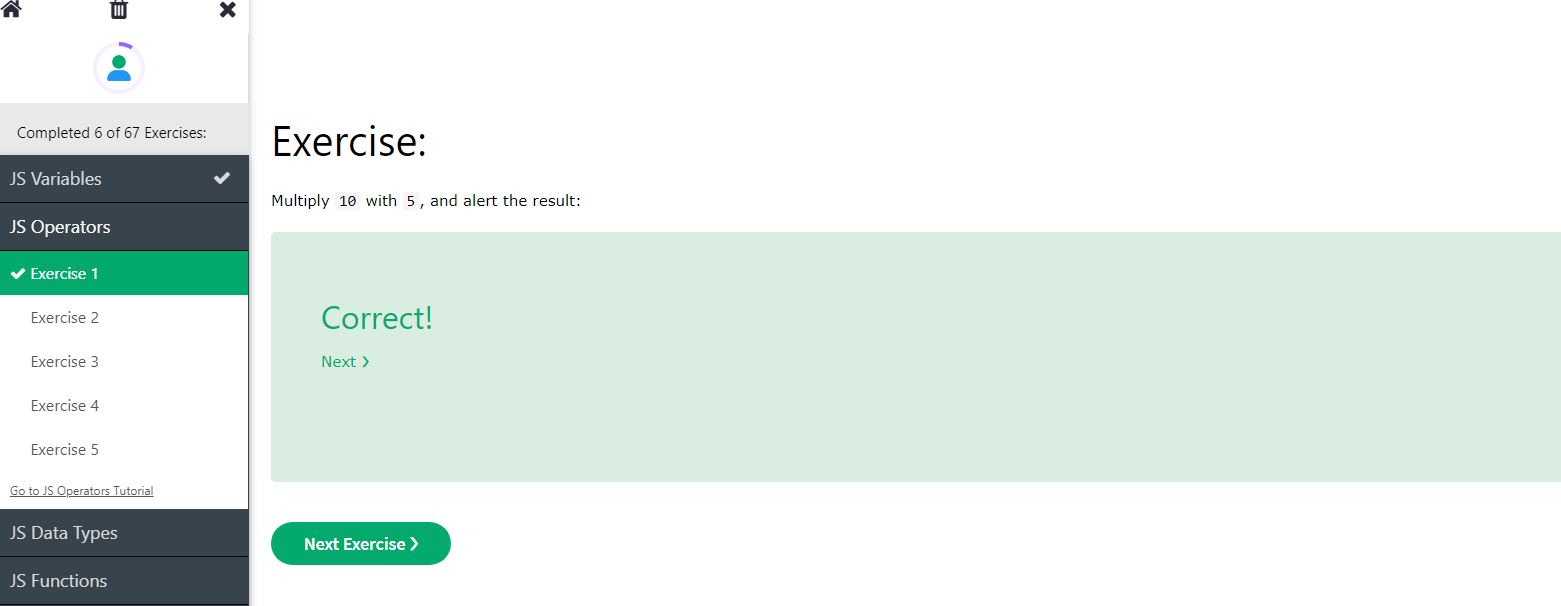 Completed 6 of 67 Exercises:
JS Variables
JS Operators
Exercise 1
Exercise 2
Exercise 3
Exercise 4
Exercise 5
Go to JS Operators Tutorial
JS Data Types
JS Functions
Exercise:
Multiply 10 with 5, and alert the result:
Correct!
Next ❯
Next Exercise ❯